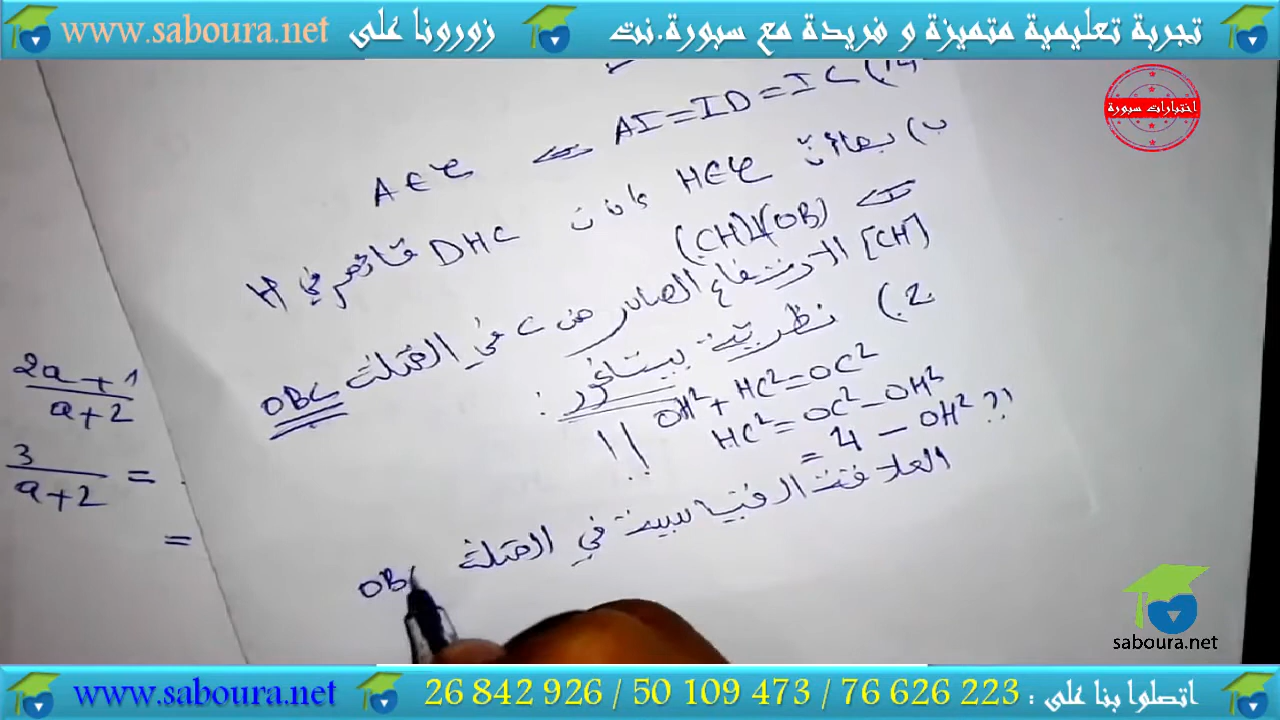 تجربة تعليمية متميزة و فريدة مع سبورة.نت زورونا على www.saboura.net
اختبارات سبورة
AI=ID=IC
A∈𝒞 ⇐
ب) بما أن H∈𝒞 فإن DHC قائم في H
⇐ (CH)⊥(OB)
[CH] الارتفاع الصادر من C في المثلث OBC
2.) نظرية بيتاغور :
OH²+HC²=OC²
HC²=OC²-OH²
= 4 - OH² ?!
!!
العلاقة القياسية في المثلث
OBC
2a+1
a+2
3
a+2 =
=
saboura.net
اتصلوا بنا على : 26 842 926 / 50 109 473 / 76 626 223 www.saboura.net